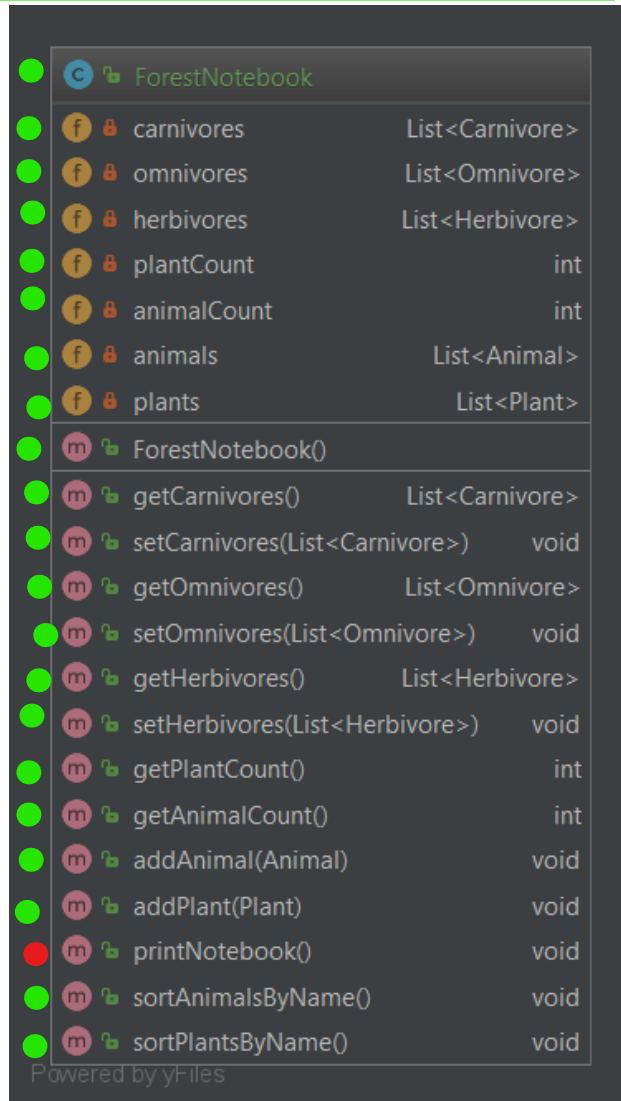 ForestNotebook
carnivores List<Carnivore>
omnivores List<Omnivore>
herbivores List<Herbivore>
plantCount int
animalCount int
animals List<Animal>
plants List<Plant>
ForestNotebook()
getCarnivores() List<Carnivore>
setCarnivores(List<Carnivore>) void
getOmnivores() List<Omnivore>
setOmnivores(List<Omnivore>) void
getHerbivores() List<Herbivore>
setHerbivores(List<Herbivore>) void
getPlantCount() int
getAnimalCount() int
addAnimal(Animal) void
addPlant(Plant) void
printNotebook() void
sortAnimalsByName() void
sortPlantsByName() void
Powered by yFiles